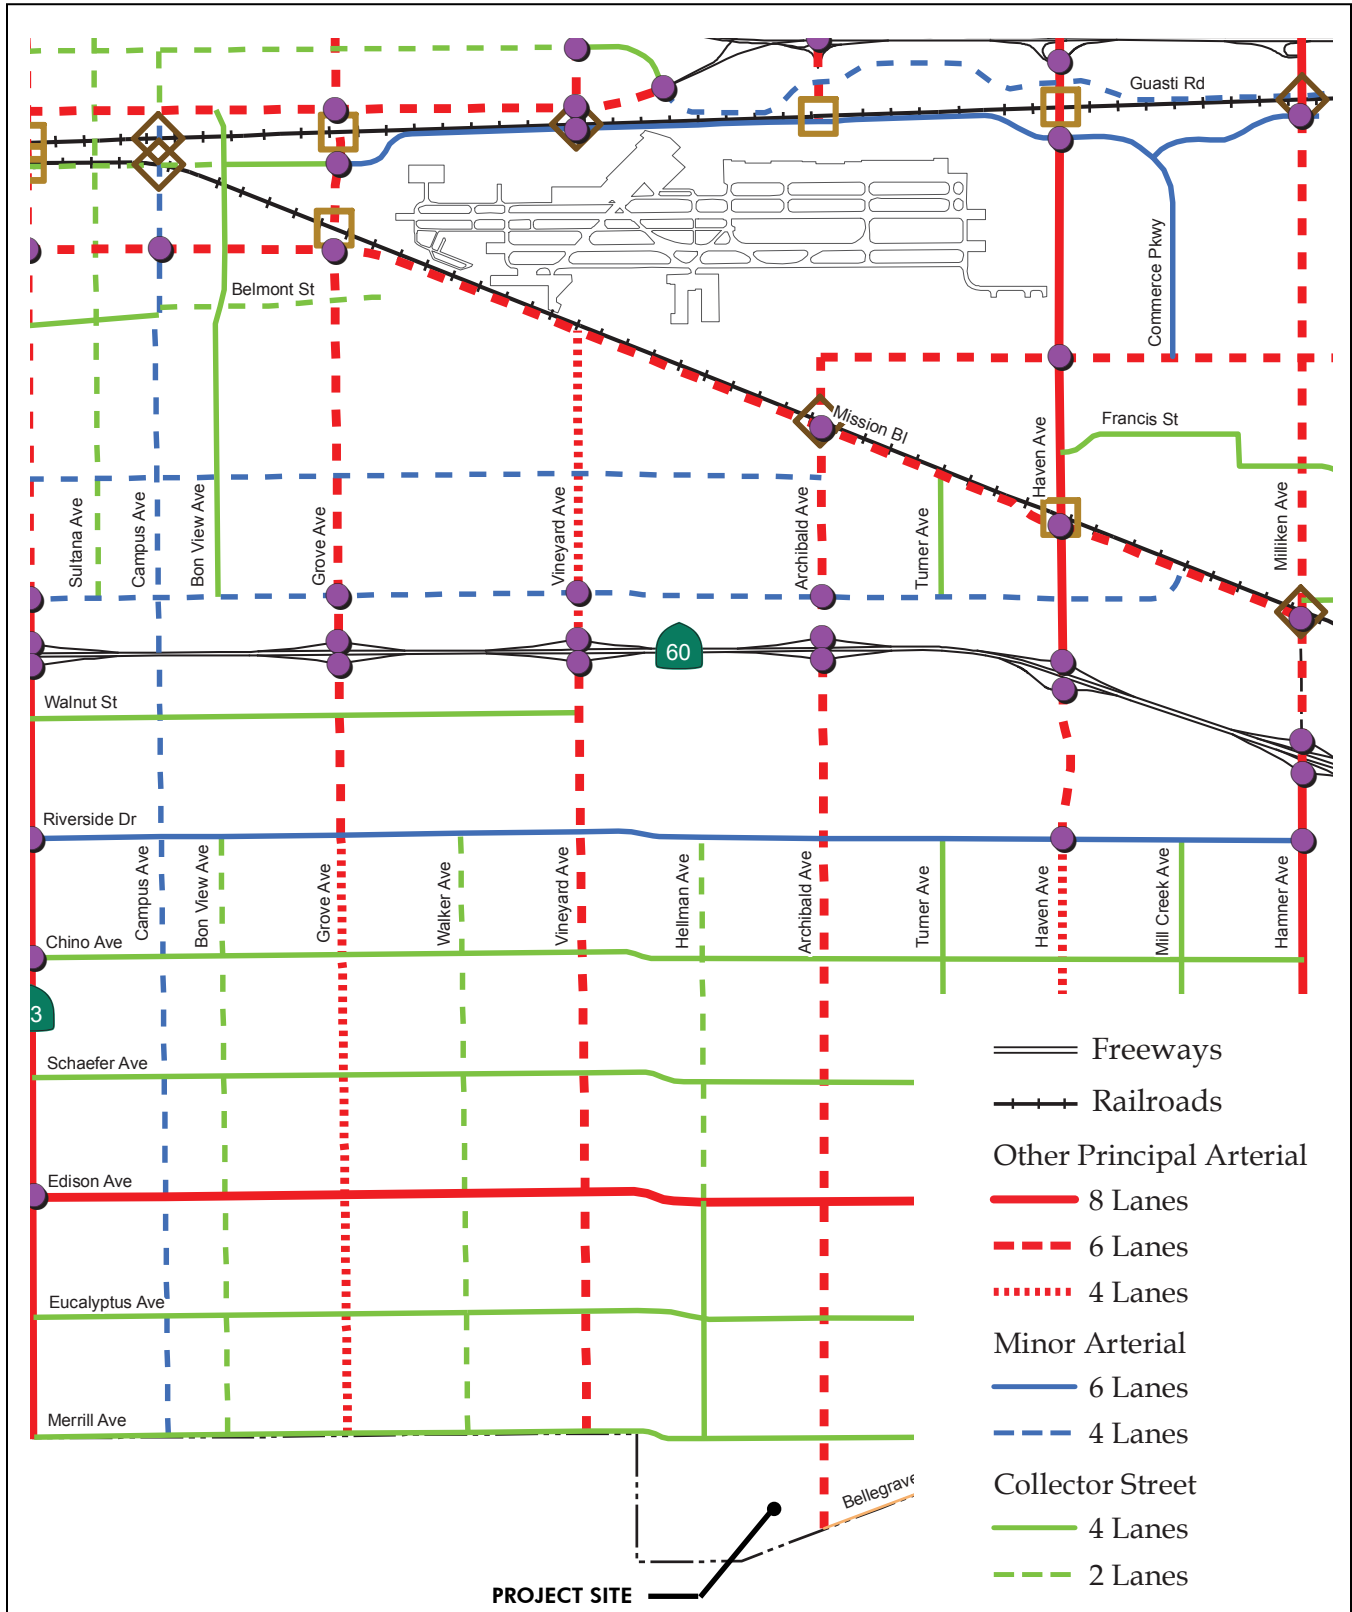 Guasti Rd
Belmont St
Commerce Pkwy
Mission Bl
Francis St
Haven Ave
Sultana Ave
Campus Ave
Bon View Ave
Grove Ave
Vineyard Ave
Archibald Ave
Turner Ave
Milliken Ave
60
Walnut St
Riverside Dr
Campus Ave
Bon View Ave
Grove Ave
Walker Ave
Vineyard Ave
Hellman Ave
Archibald Ave
Turner Ave
Haven Ave
Mill Creek Ave
Hamner Ave
Chino Ave
3
Schaefer Ave
Edison Ave
Eucalyptus Ave
Merrill Ave
Bellegrave
PROJECT SITE
Freeways
Railroads
Other Principal Arterial
8 Lanes
6 Lanes
4 Lanes
Minor Arterial
6 Lanes
4 Lanes
Collector Street
4 Lanes
2 Lanes